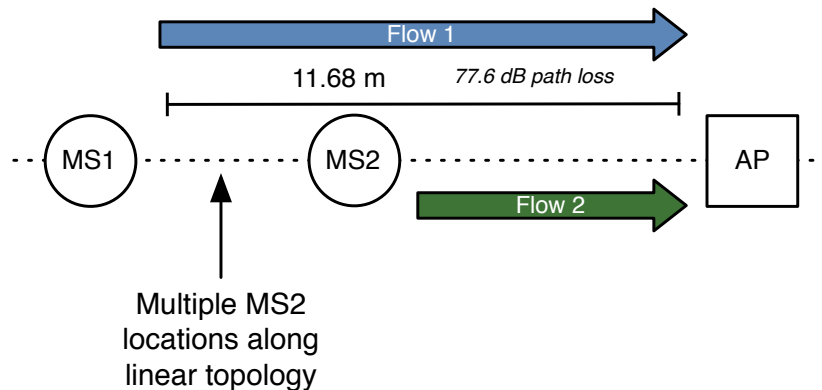 Flow 1
11.68 m
77.6 dB path loss
MS1
MS2
AP
Flow 2
Multiple MS2
locations along
linear topology